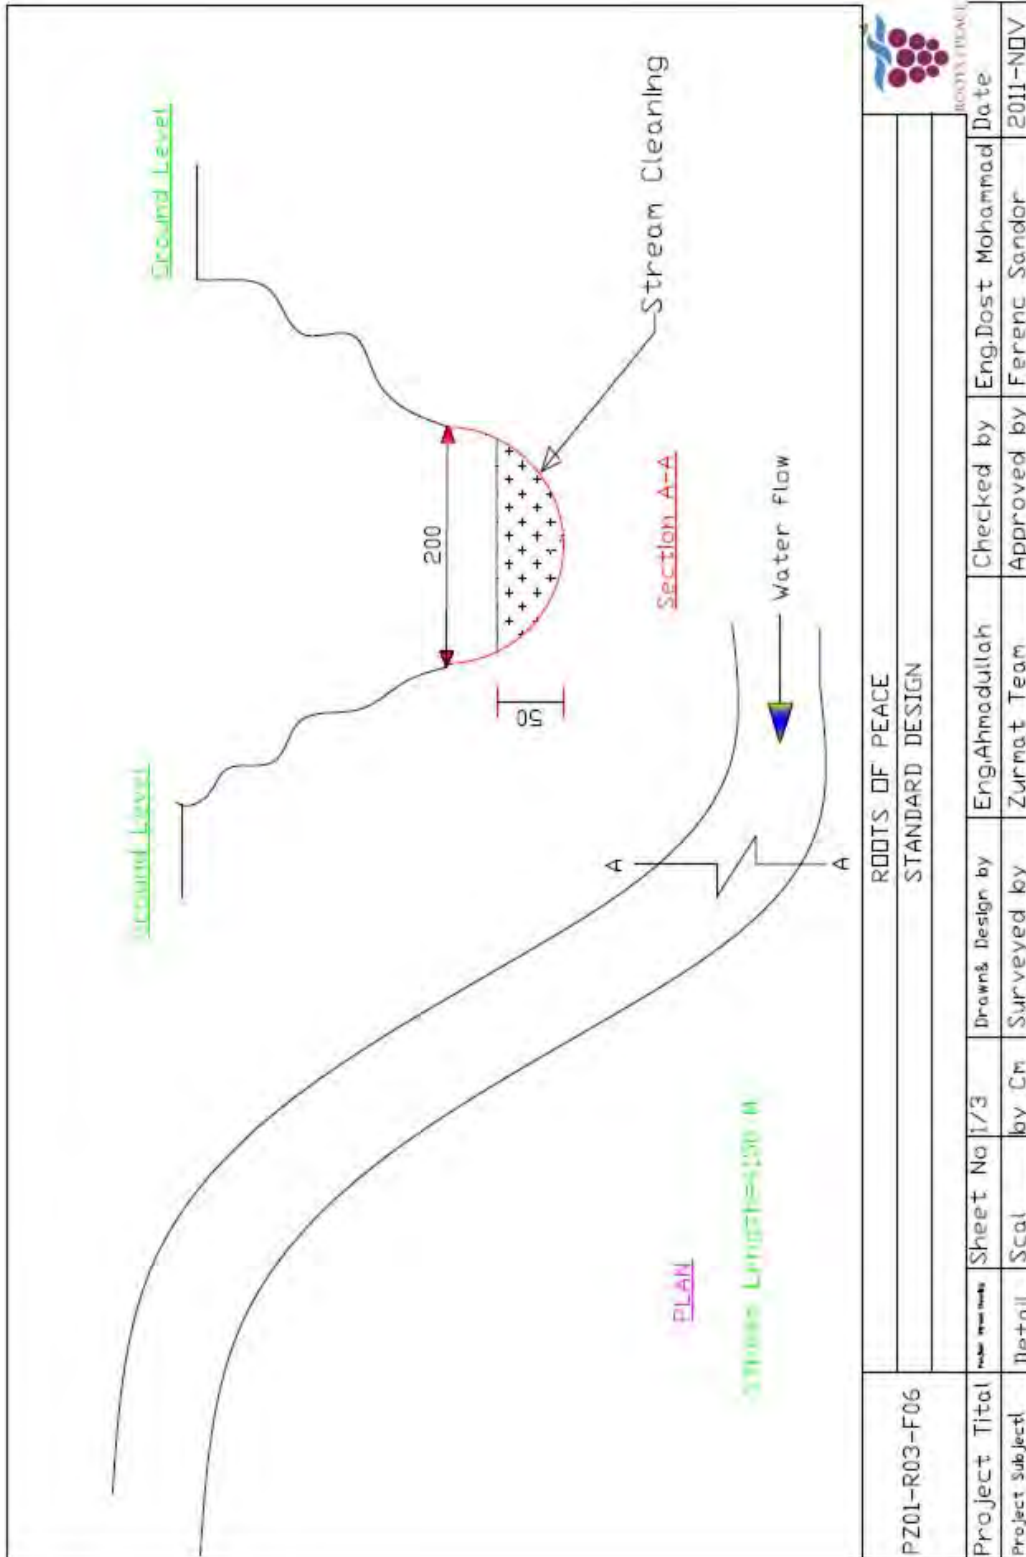 Ground Level
Ground Level
200
50
Stream Cleaning
Section A-A
Water flow
A
A
PLAN
PZ01-R03-F06
ROOTS OF PEACE
STANDARD DESIGN
Project Tital
Sheet No 1/3
Drawn& Design by
Eng.Ahmadullah
Checked by
Eng.Dost Mohammad
Date
Project Subject
Detail
Scal
by Cm
Surveyed by
Zurmat Team
Approved by
Ferenc Sandor
2011-NOV